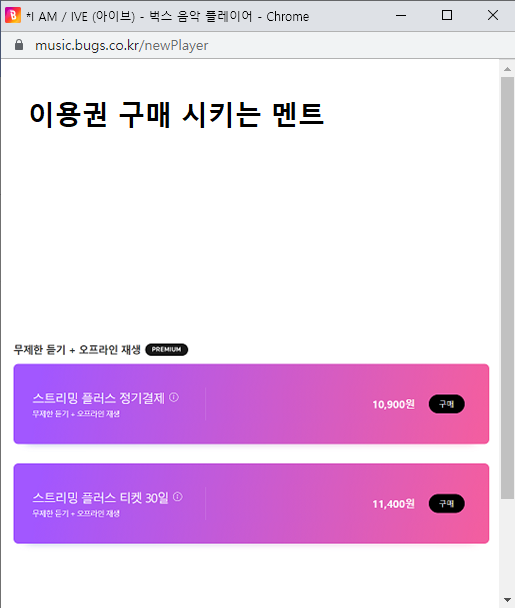 *I AM / IVE (아이브) - 벅스 음악 플레이어 - Chrome
music.bugs.co.kr/newPlayer
이용권 구매 시키는 멘트
무제한 듣기 + 오프라인 재생 PREMIUM
스트리밍 플러스 정기결제
무제한 듣기 + 오프라인 재생
10,900원 구매
스트리밍 플러스 티켓 30일
무제한 듣기 + 오프라인 재생
11,400원 구매